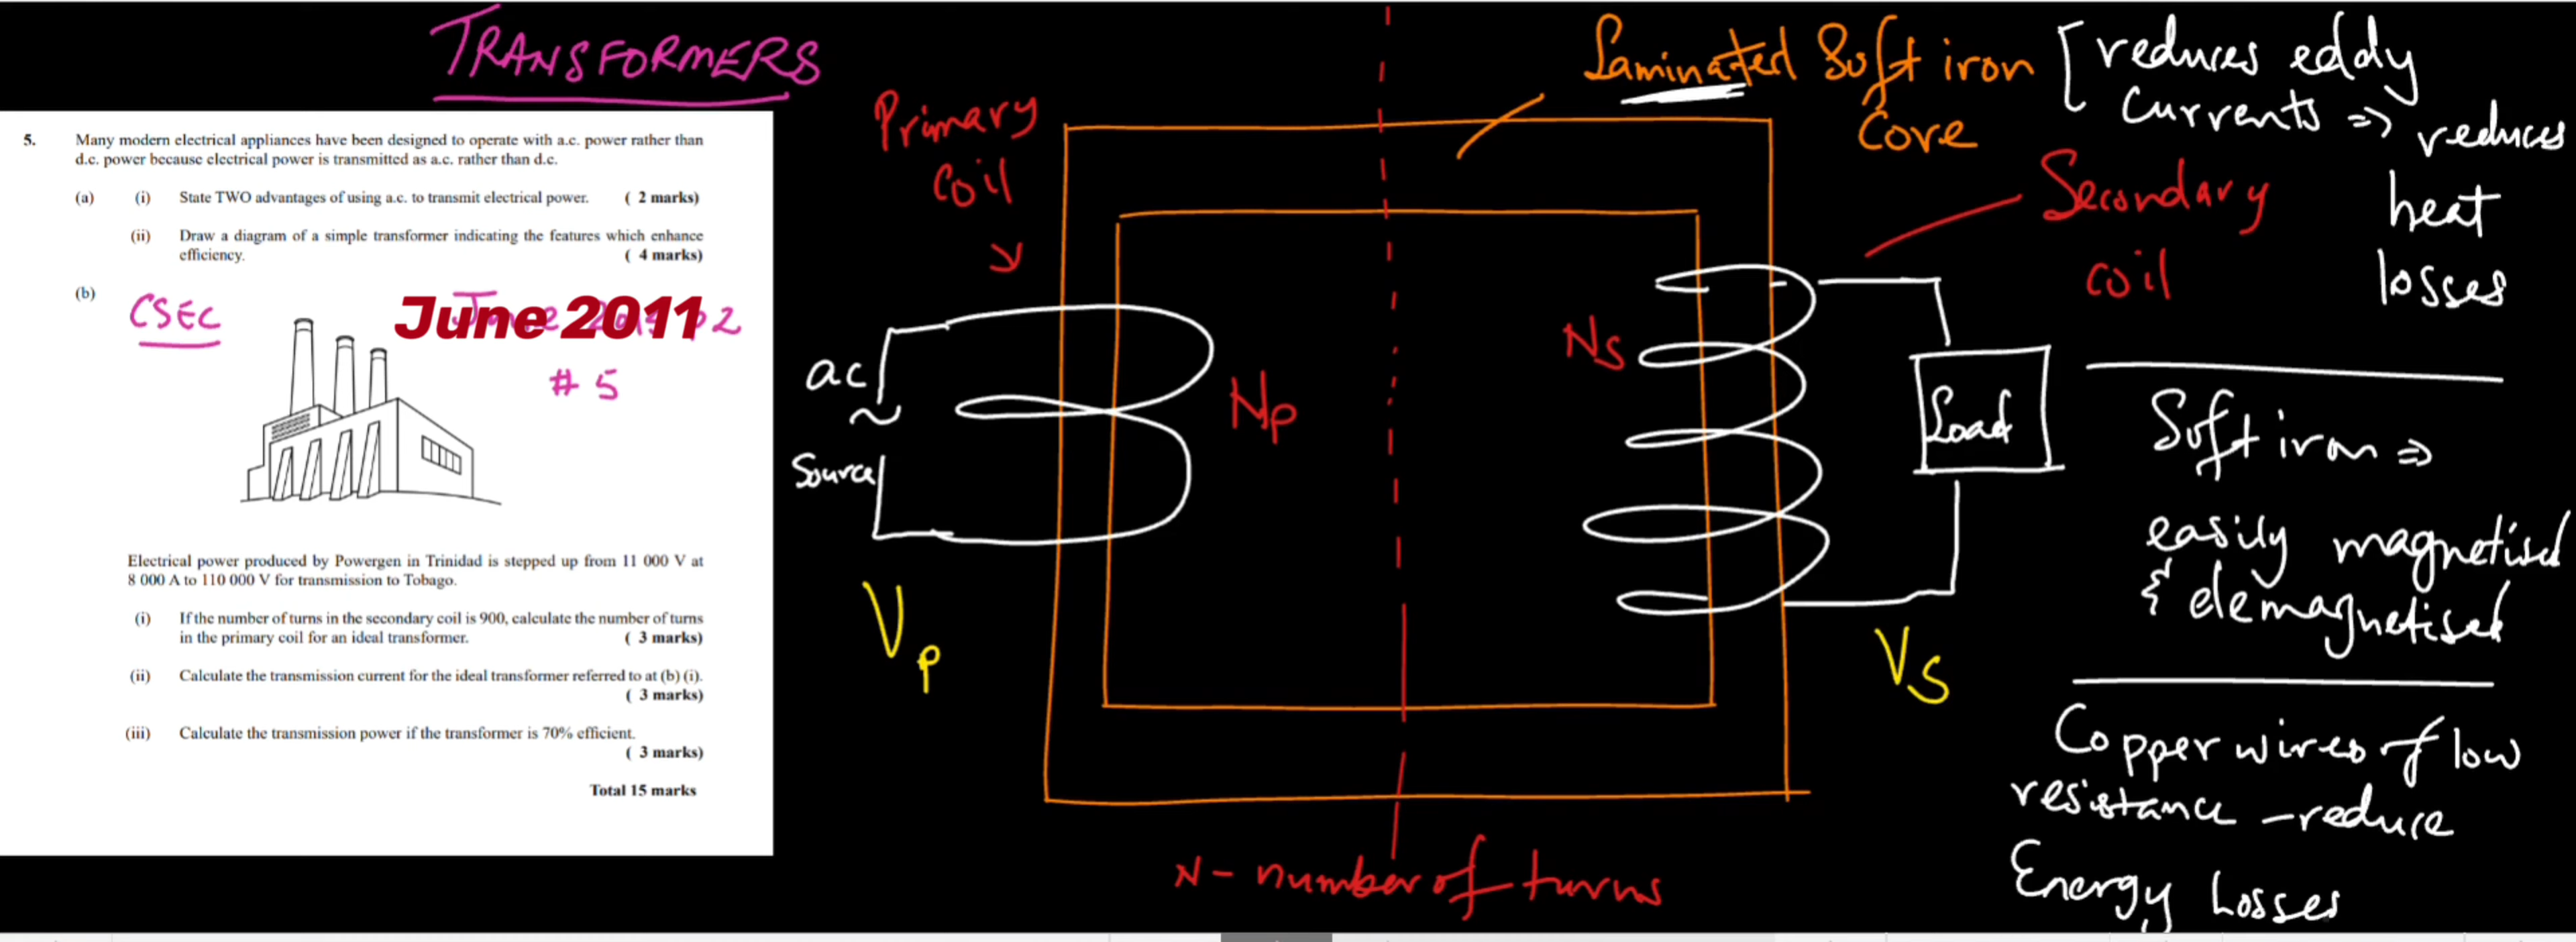 TRANSFORMERS
5. Many modern electrical appliances have been designed to operate with a.c. power rather than
d.c. power because electrical power is transmitted as a.c. rather than d.c.
(a) (i) State TWO advantages of using a.c. to transmit electrical power. ( 2 marks)
(ii) Draw a diagram of a simple transformer indicating the features which enhance
efficiency. ( 4 marks)
(b)
CSEC
June 2011
P2
# 5
Electrical power produced by Powergen in Trinidad is stepped up from 11 000 V at
8 000 A to 110 000 V for transmission to Tobago.
(i) If the number of turns in the secondary coil is 900, calculate the number of turns
in the primary coil for an ideal transformer. ( 3 marks)
(ii) Calculate the transmission current for the ideal transformer referred to at (b) (i).
( 3 marks)
(iii) Calculate the transmission power if the transformer is 70% efficient.
( 3 marks)
Total 15 marks
Primary
Coil
ac
~
Source
Vp
Np
Laminated Soft iron
Core
Ns
Secondary
coil
Load
Vs
N - number of turns
reduces eddy
Currents => reduces
heat
losses
Soft iron =>
easily magnetised
& demagnetised
Copper wires of low
resistance - reduce
Energy Losses